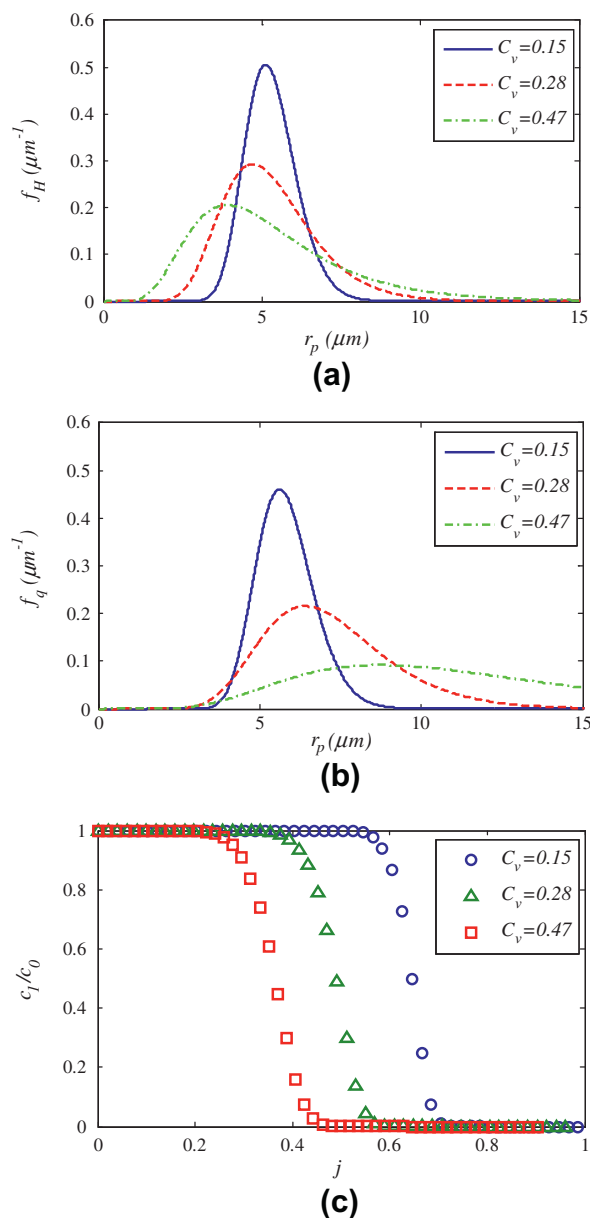 0.6
0.5
0.4
0.3
0.2
0.1
0
f_H (μm⁻¹)
C_v=0.15
C_v=0.28
C_v=0.47
0 5 10 15
r_p (μm)
(a)
0.6
0.5
0.4
0.3
0.2
0.1
0
f_q (μm⁻¹)
C_v=0.15
C_v=0.28
C_v=0.47
0 5 10 15
r_p (μm)
(b)
1
0.8
0.6
0.4
0.2
0
c_1/c_0
C_v=0.15
C_v=0.28
C_v=0.47
0 0.2 0.4 0.6 0.8 1
j
(c)